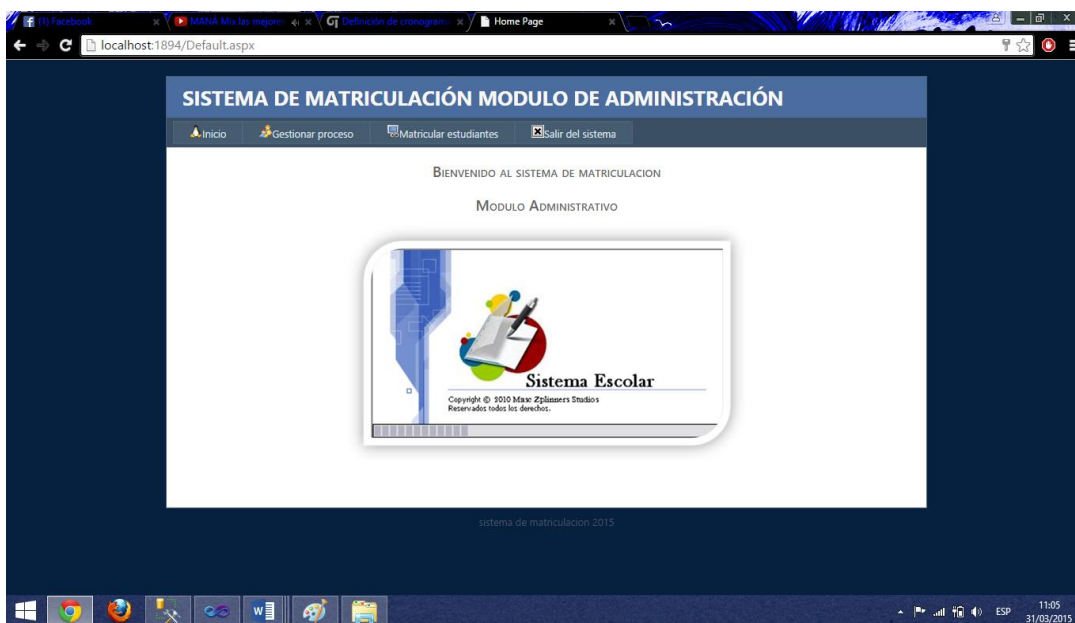 (1) Facebook
MANÁ Mix las mejore
Definición de cronogram
Home Page
localhost:1894/Default.aspx
SISTEMA DE MATRICULACIÓN MODULO DE ADMINISTRACIÓN
Inicio
Gestionar proceso
Matricular estudiantes
Salir del sistema
BIENVENIDO AL SISTEMA DE MATRICULACION
MODULO ADMINISTRATIVO
Sistema Escolar
Copyright © 2010 Maxc Zplinners Studios
Reservados todos los derechos.
sistema de matriculacion 2015
ESP
11:05
31/03/2015